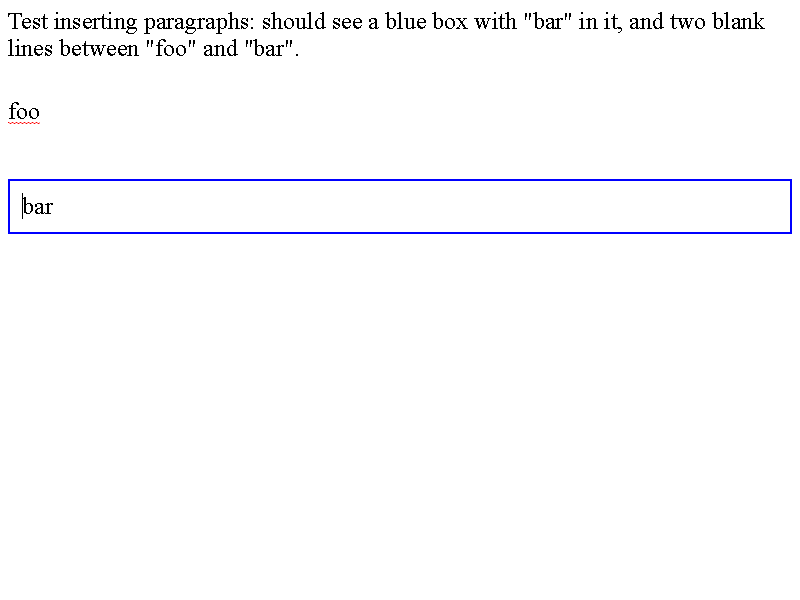 Test inserting paragraphs: should see a blue box with "bar" in it, and two blank
lines between "foo" and "bar".
foo
bar